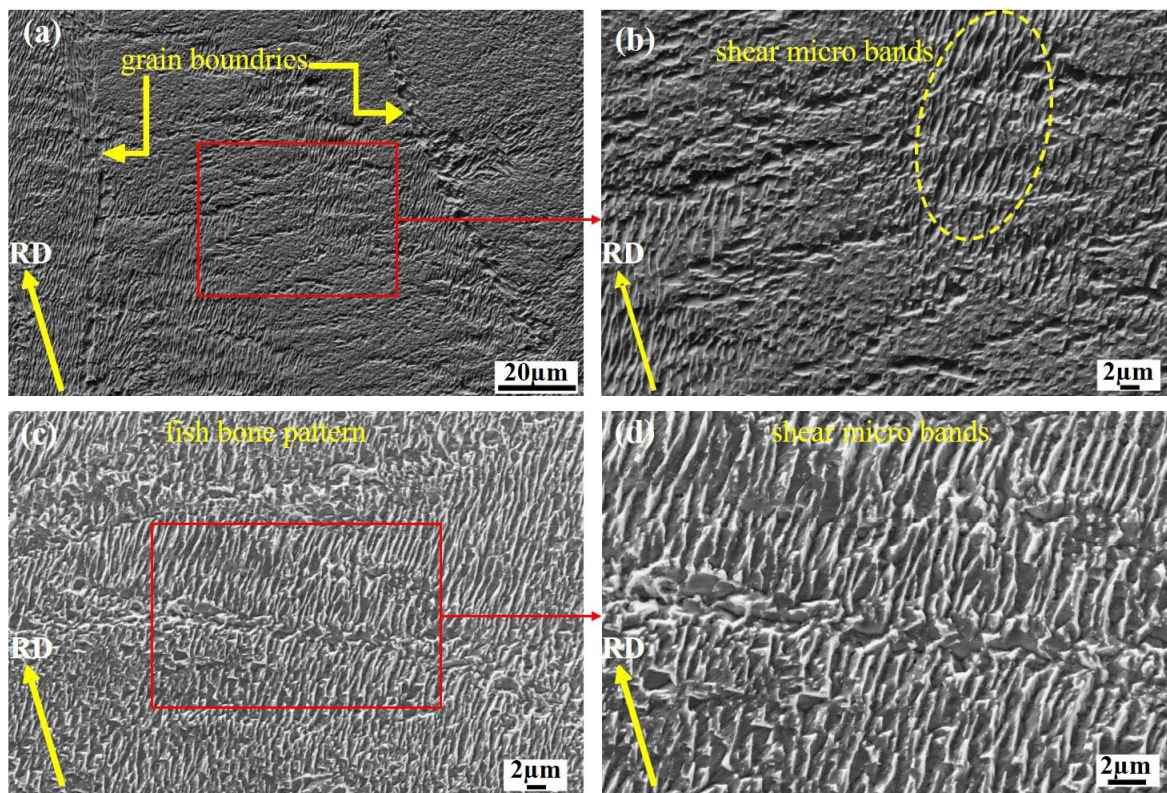 (a)
grain boundries
RD
20µm
(b)
shear micro bands
RD
2µm
(c)
fish bone pattern
RD
2µm
(d)
shear micro bands
RD
2µm